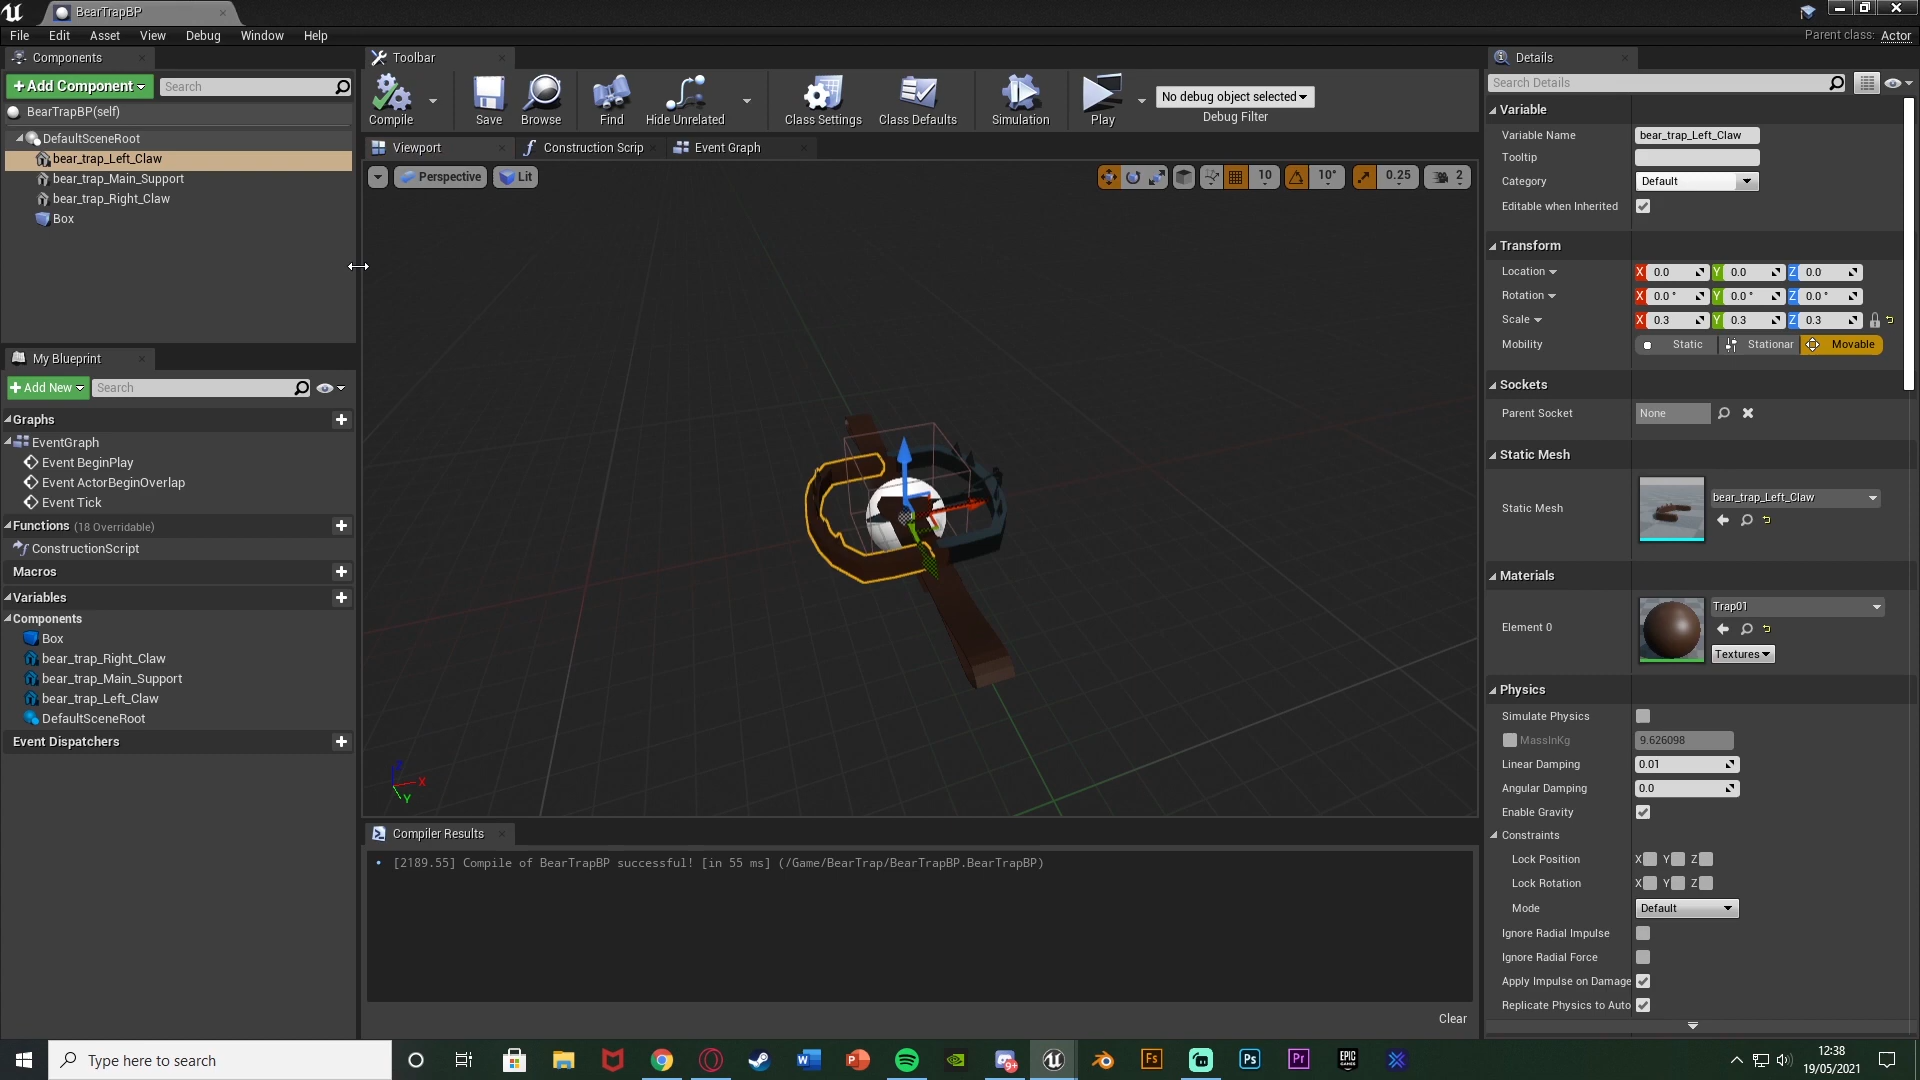 BearTrapBP
File Edit Asset View Debug Window Help
Parent class: Actor
Components
+ Add Component
Search
BearTrapBP(self)
DefaultSceneRoot
bear_trap_Left_Claw
bear_trap_Main_Support
bear_trap_Right_Claw
Box
My Blueprint
+ Add New
Search
Graphs
EventGraph
Event BeginPlay
Event ActorBeginOverlap
Event Tick
Functions (18 Overridable)
ConstructionScript
Macros
Variables
Components
Box
bear_trap_Right_Claw
bear_trap_Main_Support
bear_trap_Left_Claw
DefaultSceneRoot
Event Dispatchers
Toolbar
Compile Save Browse Find Hide Unrelated Class Settings Class Defaults Simulation Play
No debug object selected
Debug Filter
Viewport Construction Scrip Event Graph
Perspective Lit 10 10° 0.25 2
Z
X
Y
Compiler Results
[2189.55] Compile of BearTrapBP successful! [in 55 ms] (/Game/BearTrap/BearTrapBP.BearTrapBP)
Clear
Details
Search Details
Variable
Variable Name bear_trap_Left_Claw
Tooltip
Category Default
Editable when Inherited
Transform
Location X 0.0 Y 0.0 Z 0.0
Rotation X 0.0 ° Y 0.0 ° Z 0.0 °
Scale X 0.3 Y 0.3 Z 0.3
Mobility Static Stationar Movable
Sockets
Parent Socket None
Static Mesh
Static Mesh bear_trap_Left_Claw
Materials
Element 0 Trap01
Textures
Physics
Simulate Physics
MassInKg 9.626098
Linear Damping 0.01
Angular Damping 0.0
Enable Gravity
Constraints
Lock Position X Y Z
Lock Rotation X Y Z
Mode Default
Ignore Radial Impulse
Ignore Radial Force
Apply Impulse on Damage
Replicate Physics to Auto
Type here to search
W P 9+ Fs Ps Pr EPIC GAMES
12:38
19/05/2021